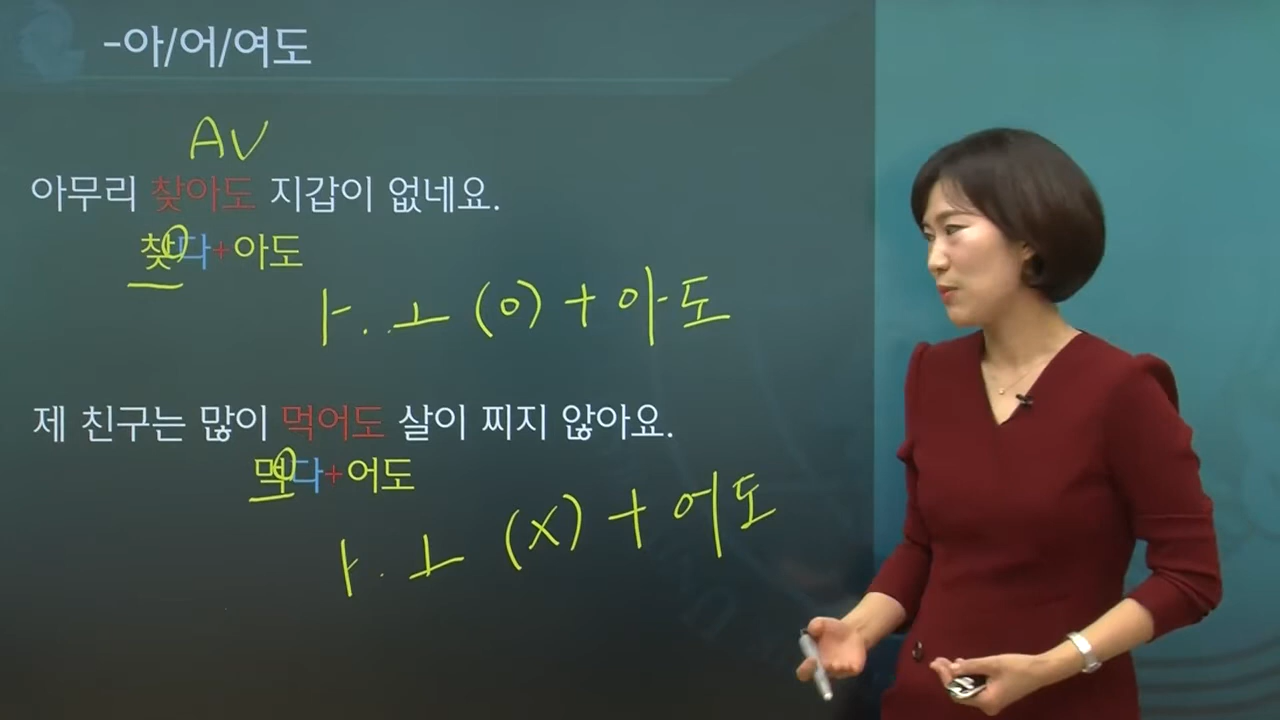 -아/어/여도
AV
아무리 찾아도 지갑이 없네요.
찾다+아도
ㅏ. ㅗ (O) + 아도
제 친구는 많이 먹어도 살이 찌지 않아요.
먹다+어도
ㅏ. ㅗ (X) + 어도